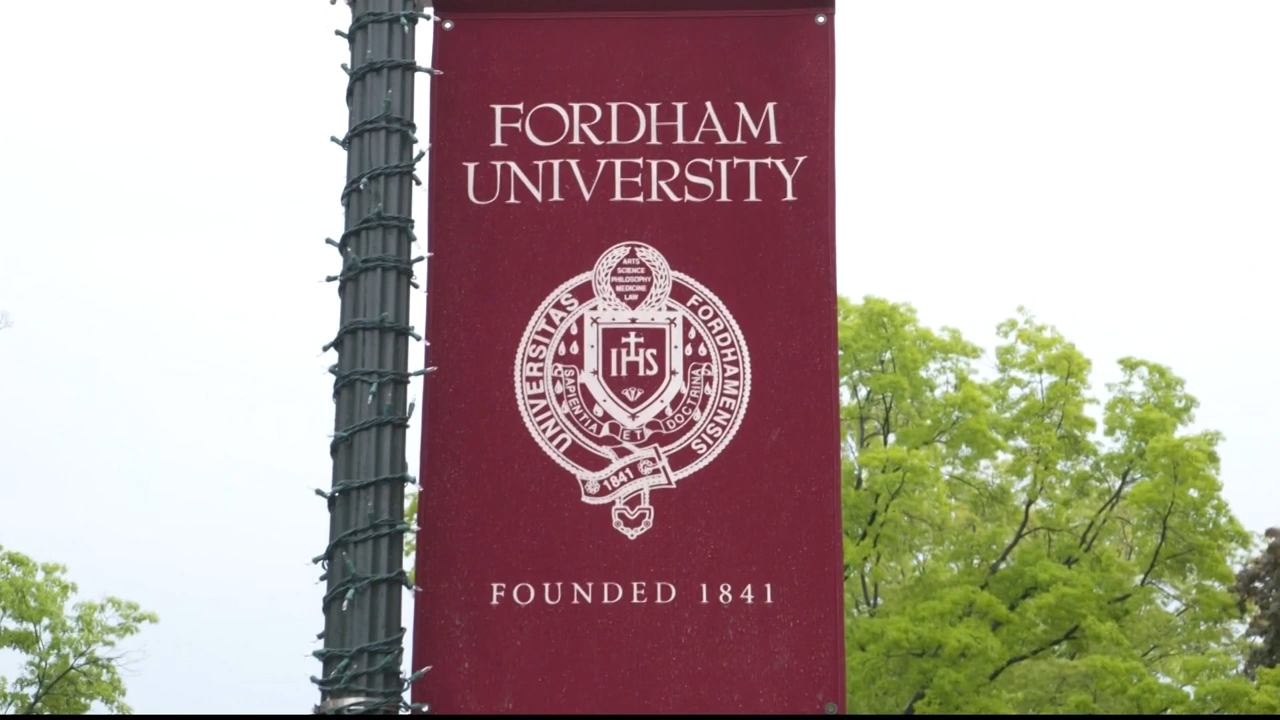 FORDHAM
UNIVERSITY
ARTS
SCIENCE
PHILOSOPHY
MEDICINE
LAW
UNIVERSITAS FORDHAMENSIS
IHS
SAPIENTIA ET DOCTRINA
1841
FOUNDED 1841